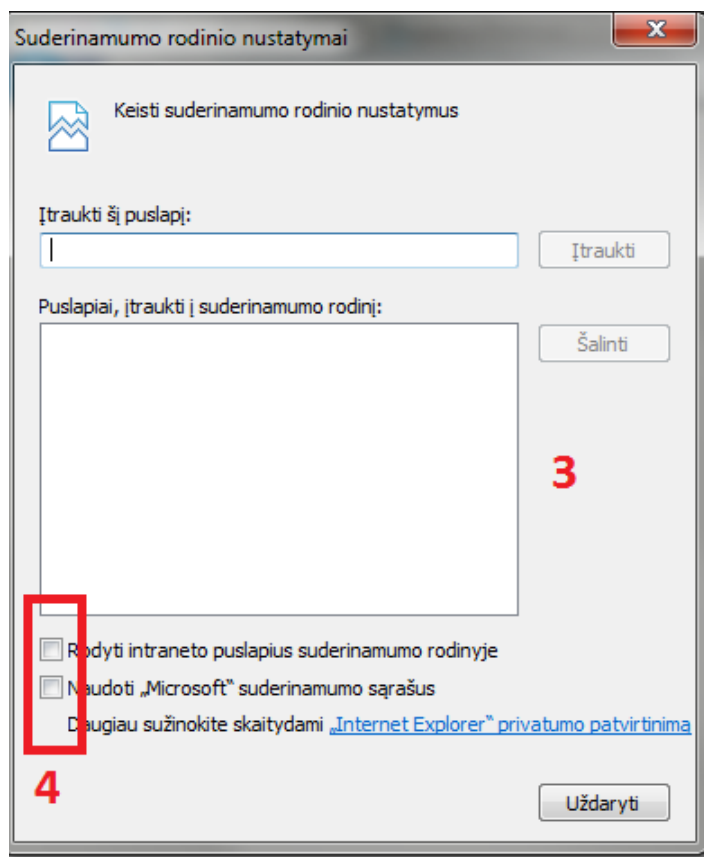 Suderinamumo rodinio nustatymai
X
Keisti suderinamumo rodinio nustatymus
Įtraukti šį puslapį:
Įtraukti
Puslapiai, įtraukti į suderinamumo rodinį:
Šalinti
3
Rodyti intraneto puslapius suderinamumo rodinyje
Naudoti „Microsoft“ suderinamumo sąrašus
Daugiau sužinokite skaitydami „Internet Explorer“ privatumo patvirtinimą
4
Uždaryti